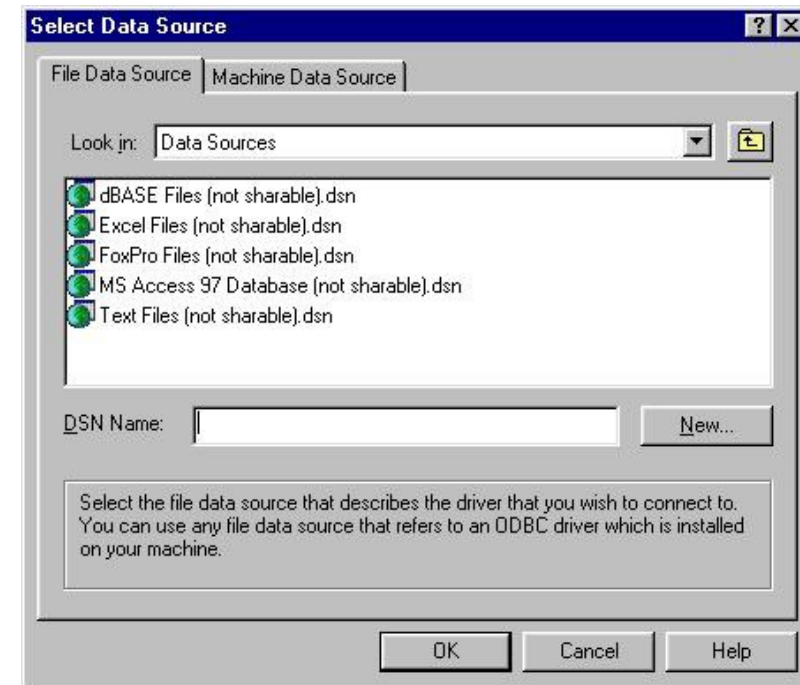 Select Data Source
File Data Source
Machine Data Source
Look in: Data Sources
dBASE Files (not sharable).dsn
Excel Files (not sharable).dsn
FoxPro Files (not sharable).dsn
MS Access 97 Database (not sharable).dsn
Text Files (not sharable).dsn
DSN Name:
New...
Select the file data source that describes the driver that you wish to connect to.
You can use any file data source that refers to an ODBC driver which is installed
on your machine.
OK
Cancel
Help